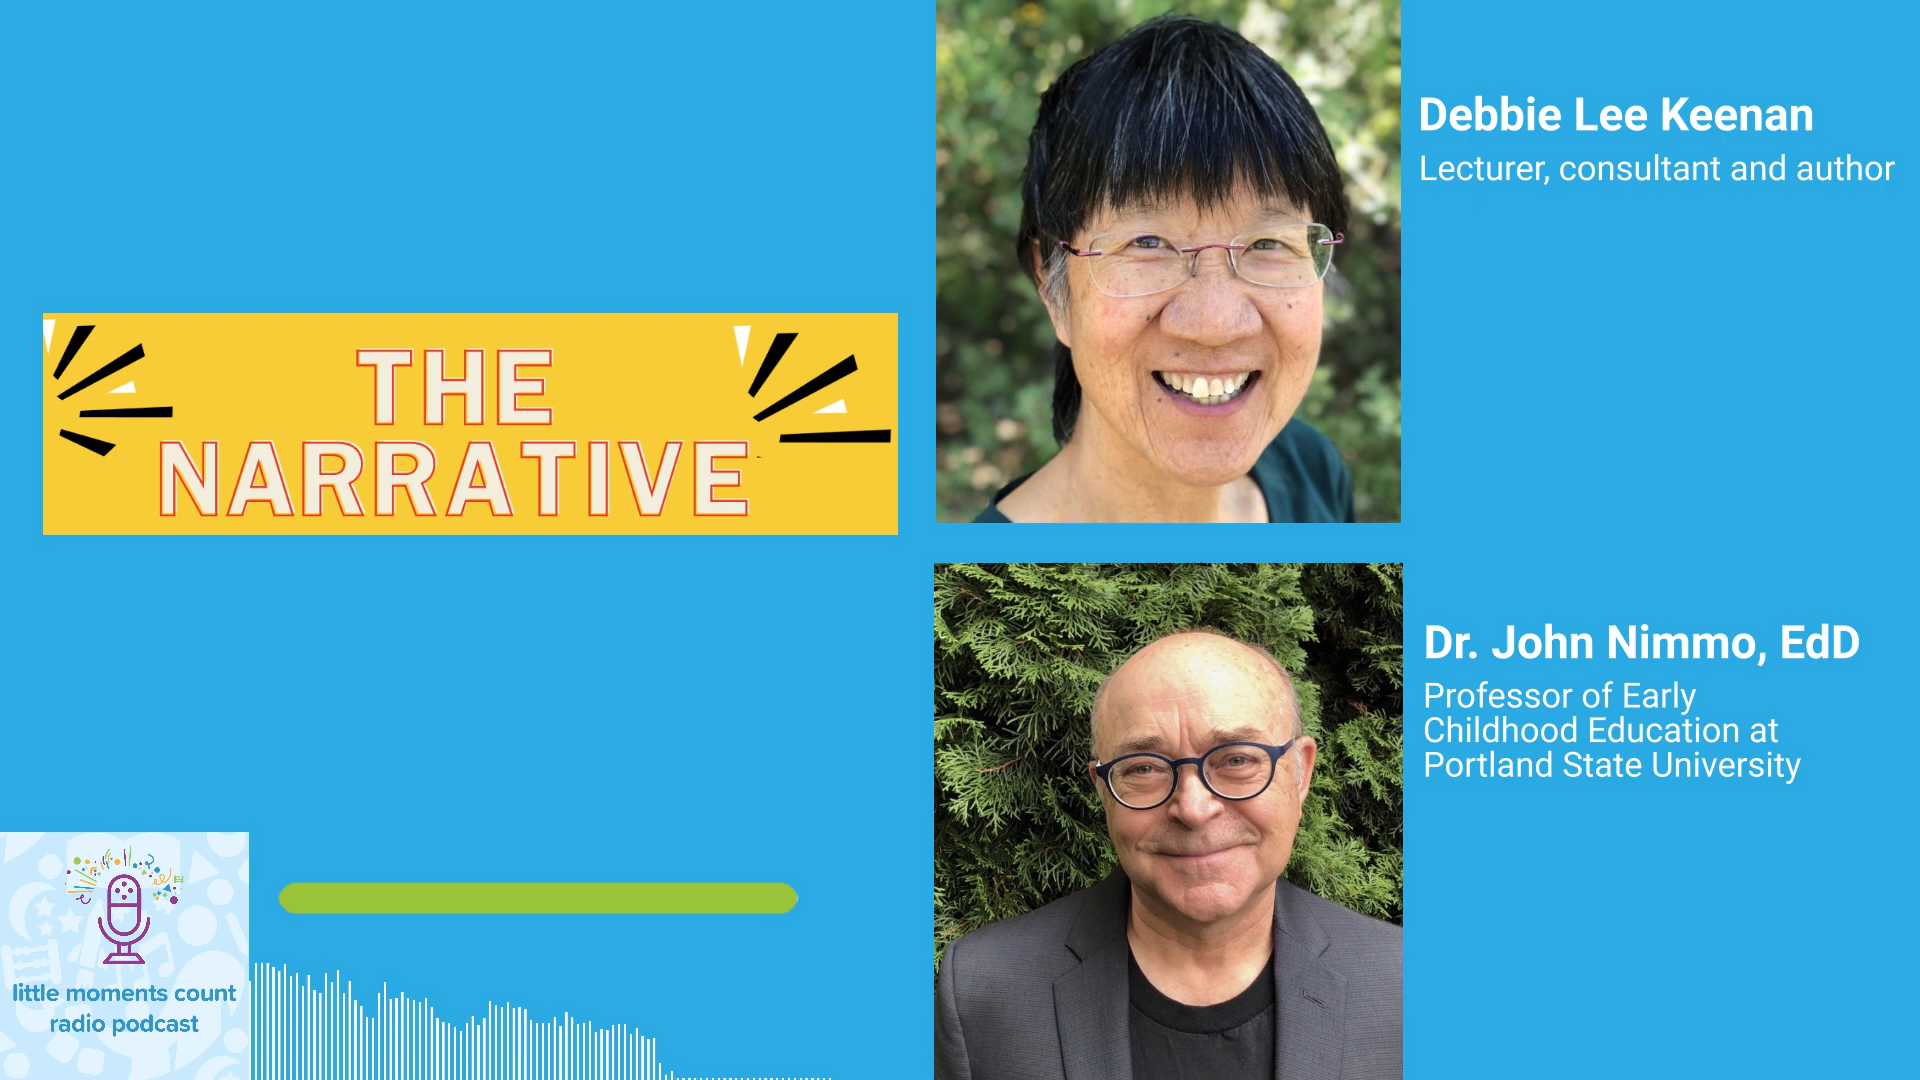 THE
NARRATIVE
Debbie Lee Keenan
Lecturer, consultant and author
Dr. John Nimmo, EdD
Professor of Early
Childhood Education at
Portland State University
little moments count
radio podcast